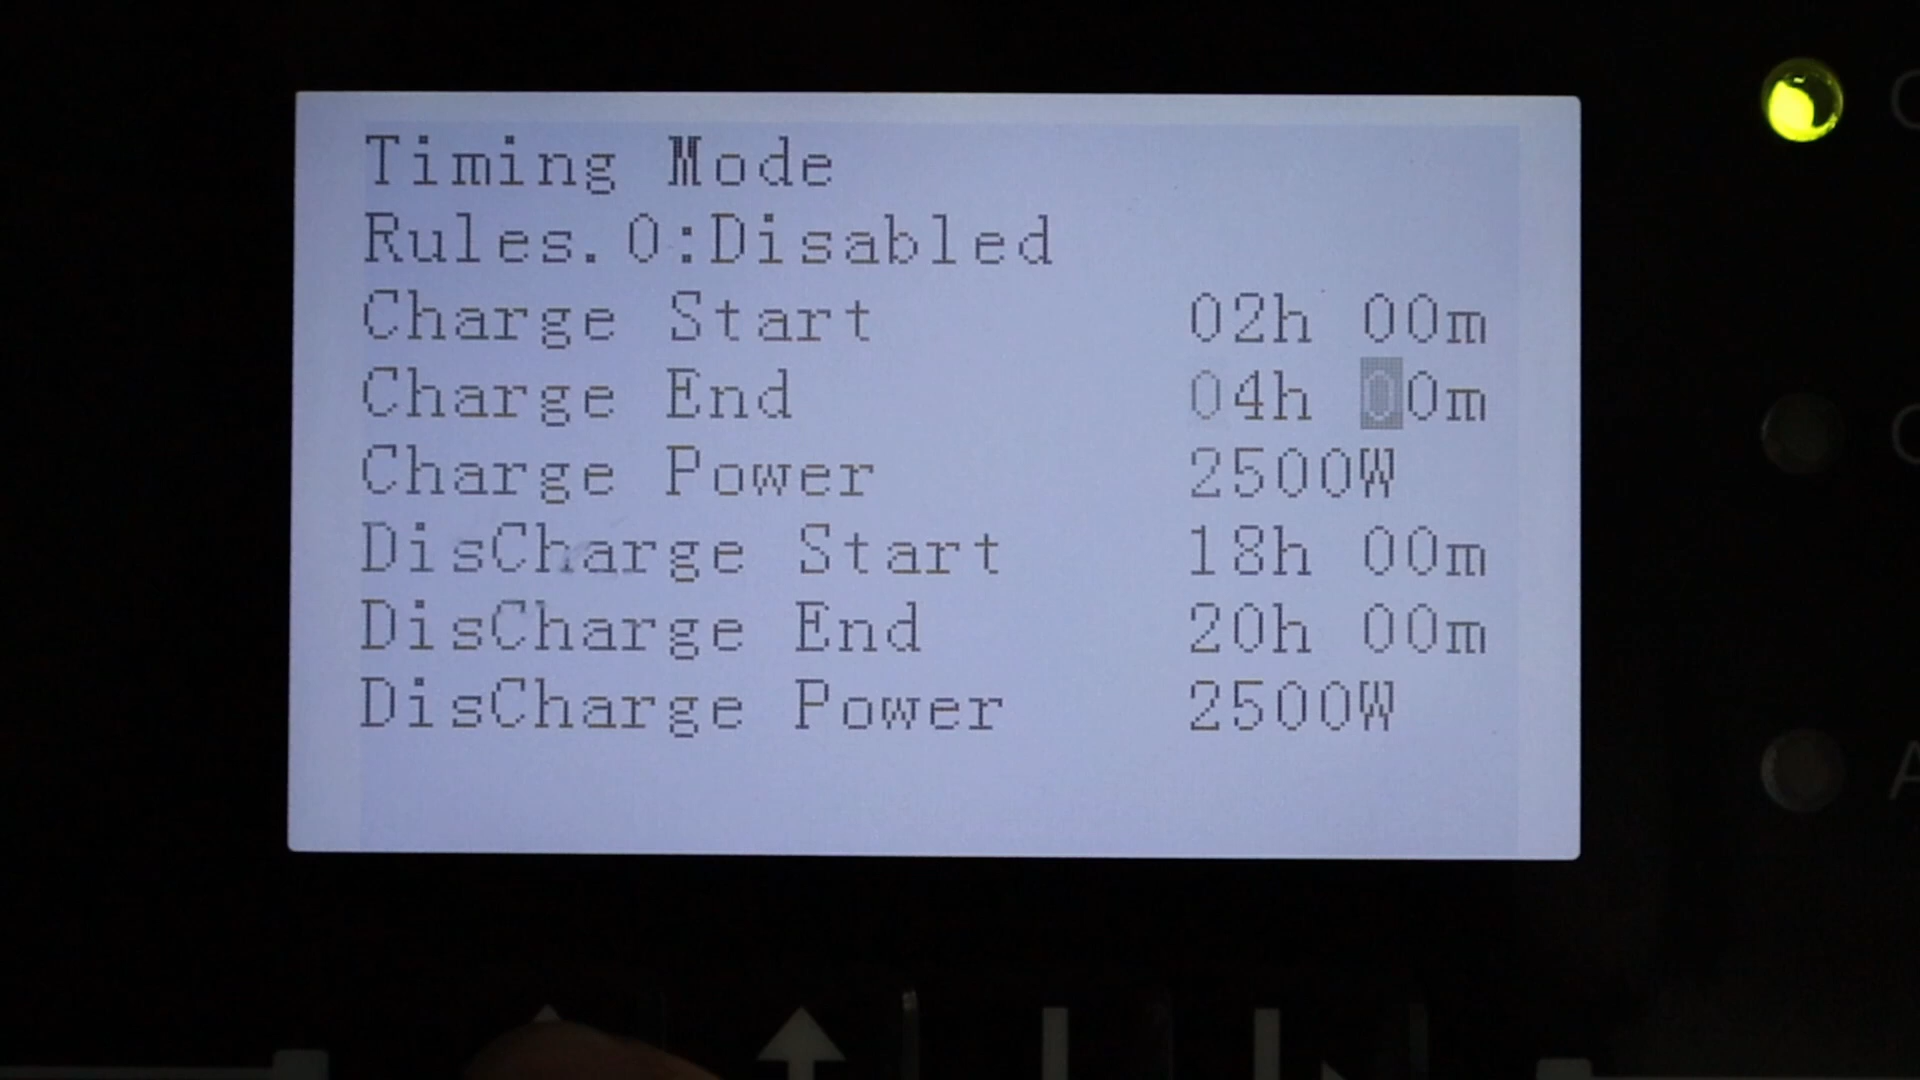 Timing Mode
Rules.0:Disabled
Charge Start 02h 00m
Charge End 04h 00m
Charge Power 2500W
DisCharge Start 18h 00m
DisCharge End 20h 00m
DisCharge Power 2500W